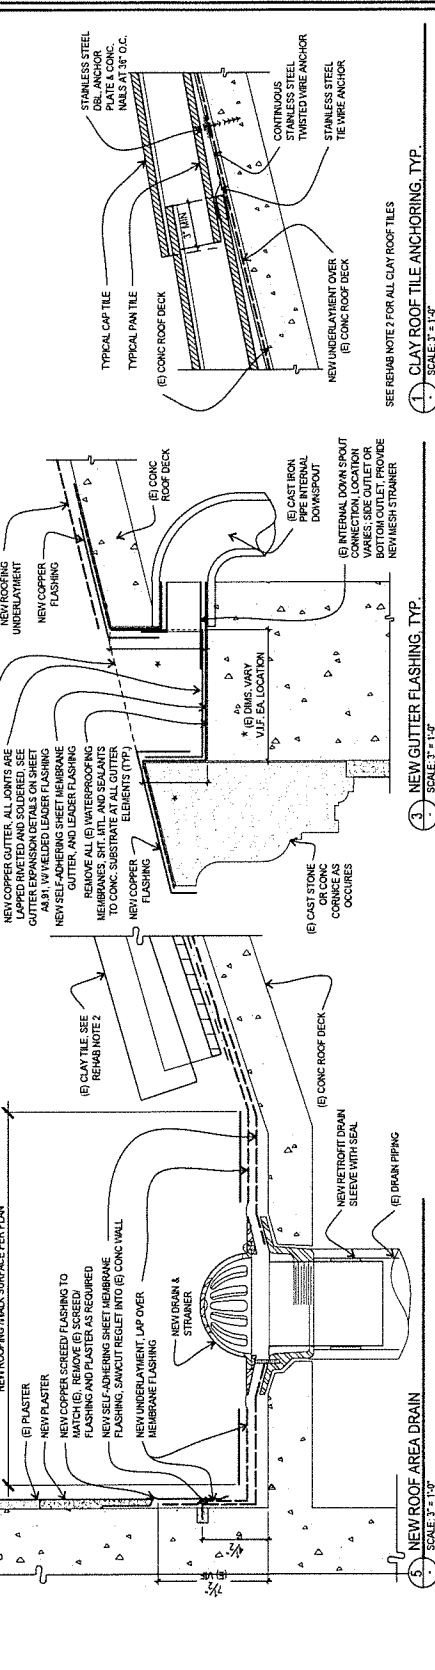 NEW ROOFING /WALK SURFACE PER PLAN
(E) PLASTER
NEW PLASTER
NEW COPPER SCREED/ FLASHING TO
MATCH (E). REMOVE (E) SCREED/
FLASHING AND PLASTER AS REQUIRED
NEW SELF-ADHERING SHEET MEMBRANE
FLASHING, SAWCUT REGLET INTO (E) CONC WALL
NEW UNDERLAYMENT, LAP OVER
MEMBRANE FLASHING
NEW DRAIN &
STRAINER
(E) CLAY TILE, SEE
REHAB NOTE 2
(E) CONC ROOF DECK
NEW RETROFIT DRAIN
SLEEVE WITH SEAL
(E) DRAIN PIPING
7 1/2"
(E) VIF
4 1/2"
5
-
NEW ROOF AREA DRAIN
SCALE: 3" = 1'-0"
NEW COPPER GUTTER, ALL JOINTS ARE
LAPPED RIVETED AND SOLDERED, SEE
GUTTER EXPANSION DETAILS ON SHEET
A8.91, W/ WELDED LEADER FLASHING
NEW SELF-ADHERING SHEET MEMBRANE
GUTTER, AND LEADER FLASHING
REMOVE ALL (E) WATERPROOFING
MEMBRANES, SHT. MTL AND SEALANTS
TO CONC. SUBSTRATE AT ALL GUTTER
ELEMENTS (TYP.)
NEW COPPER
FLASHING
NEW ROOFING
UNDERLAYMENT
NEW COPPER
FLASHING
(E) CONC
ROOF DECK
(E) CAST IRON
PIPE INTERNAL
DOWNSPOUT
(E) INTERNAL DOWN SPOUT
CONNECTION, LOCATION
VARIES; SIDE OUTLET OR
BOTTOM OUTLET, PROVIDE
NEW MESH STRAINER
* (E) DIMS. VARY
V.I.F. EA. LOCATION
*
*
(E) CAST STONE
OR CONC
CORNICE AS
OCCURES
3
-
NEW GUTTER FLASHING, TYP.
SCALE: 3" = 1'-0"
TYPICAL CAP TILE
TYPICAL PAN TILE
(E) CONC ROOF DECK
NEW UNDERLAYMENT OVER
(E) CONC ROOF DECK
3" MIN
STAINLESS STEEL
DBL. ANCHOR
PLATE & CONC.
NAILS AT 36" O.C.
CONTINUOUS
STAINLESS STEEL
TWISTED WIRE ANCHOR
STAINLESS STEEL
TIE WIRE ANCHOR
SEE REHAB NOTE 2 FOR ALL CLAY ROOF TILES
1
-
CLAY ROOF TILE ANCHORING, TYP.
SCALE: 3" = 1'-0"